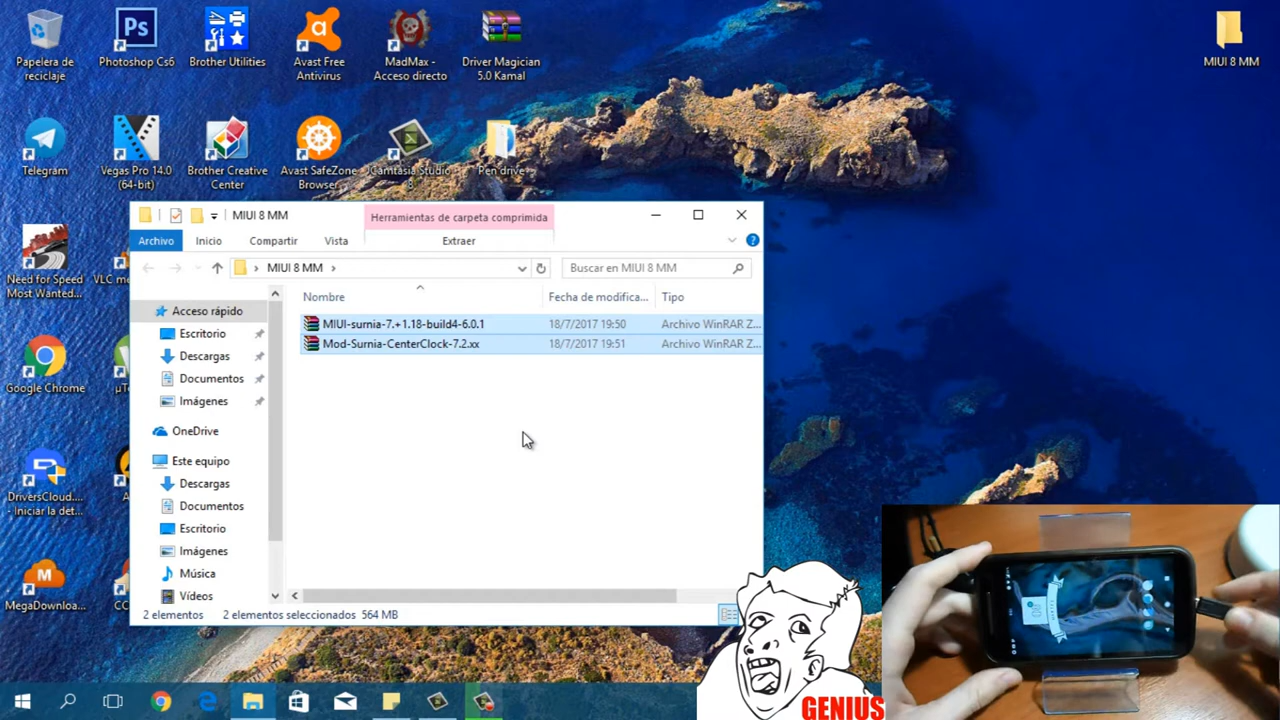 Papelera de
reciclaje
Photoshop Cs6
Brother Utilities
Avast Free
Antivirus
MadMax -
Acceso directo
Driver Magician
5.0 Kamal
MIUI 8 MM
Telegram
Vegas Pro 14.0
(64-bit)
Brother Creative
Center
Avast SafeZone
Browser
Camtasia Studio
8
Pen drive
MIUI 8 MM
Herramientas de carpeta comprimida
Archivo
Inicio
Compartir
Vista
Extraer
MIUI 8 MM
Buscar en MIUI 8 MM
Nombre
Fecha de modifica...
Tipo
Acceso rápido
MIUI-surnia-7.+1.18-build4-6.0.1
18/7/2017 19:50
Archivo WinRAR Z...
Escritorio
Mod-Surnia-CenterClock-7.2.xx
18/7/2017 19:51
Archivo WinRAR Z...
Descargas
Documentos
Imágenes
OneDrive
Este equipo
Descargas
Documentos
Escritorio
Imágenes
Música
Vídeos
2 elementos
2 elementos seleccionados
564 MB
Need for Speed
Most Wanted...
VLC me
Google Chrome
µTo
DriversCloud....
- Iniciar la det...
A
MegaDownloa...
CC
Ps
GENIUS